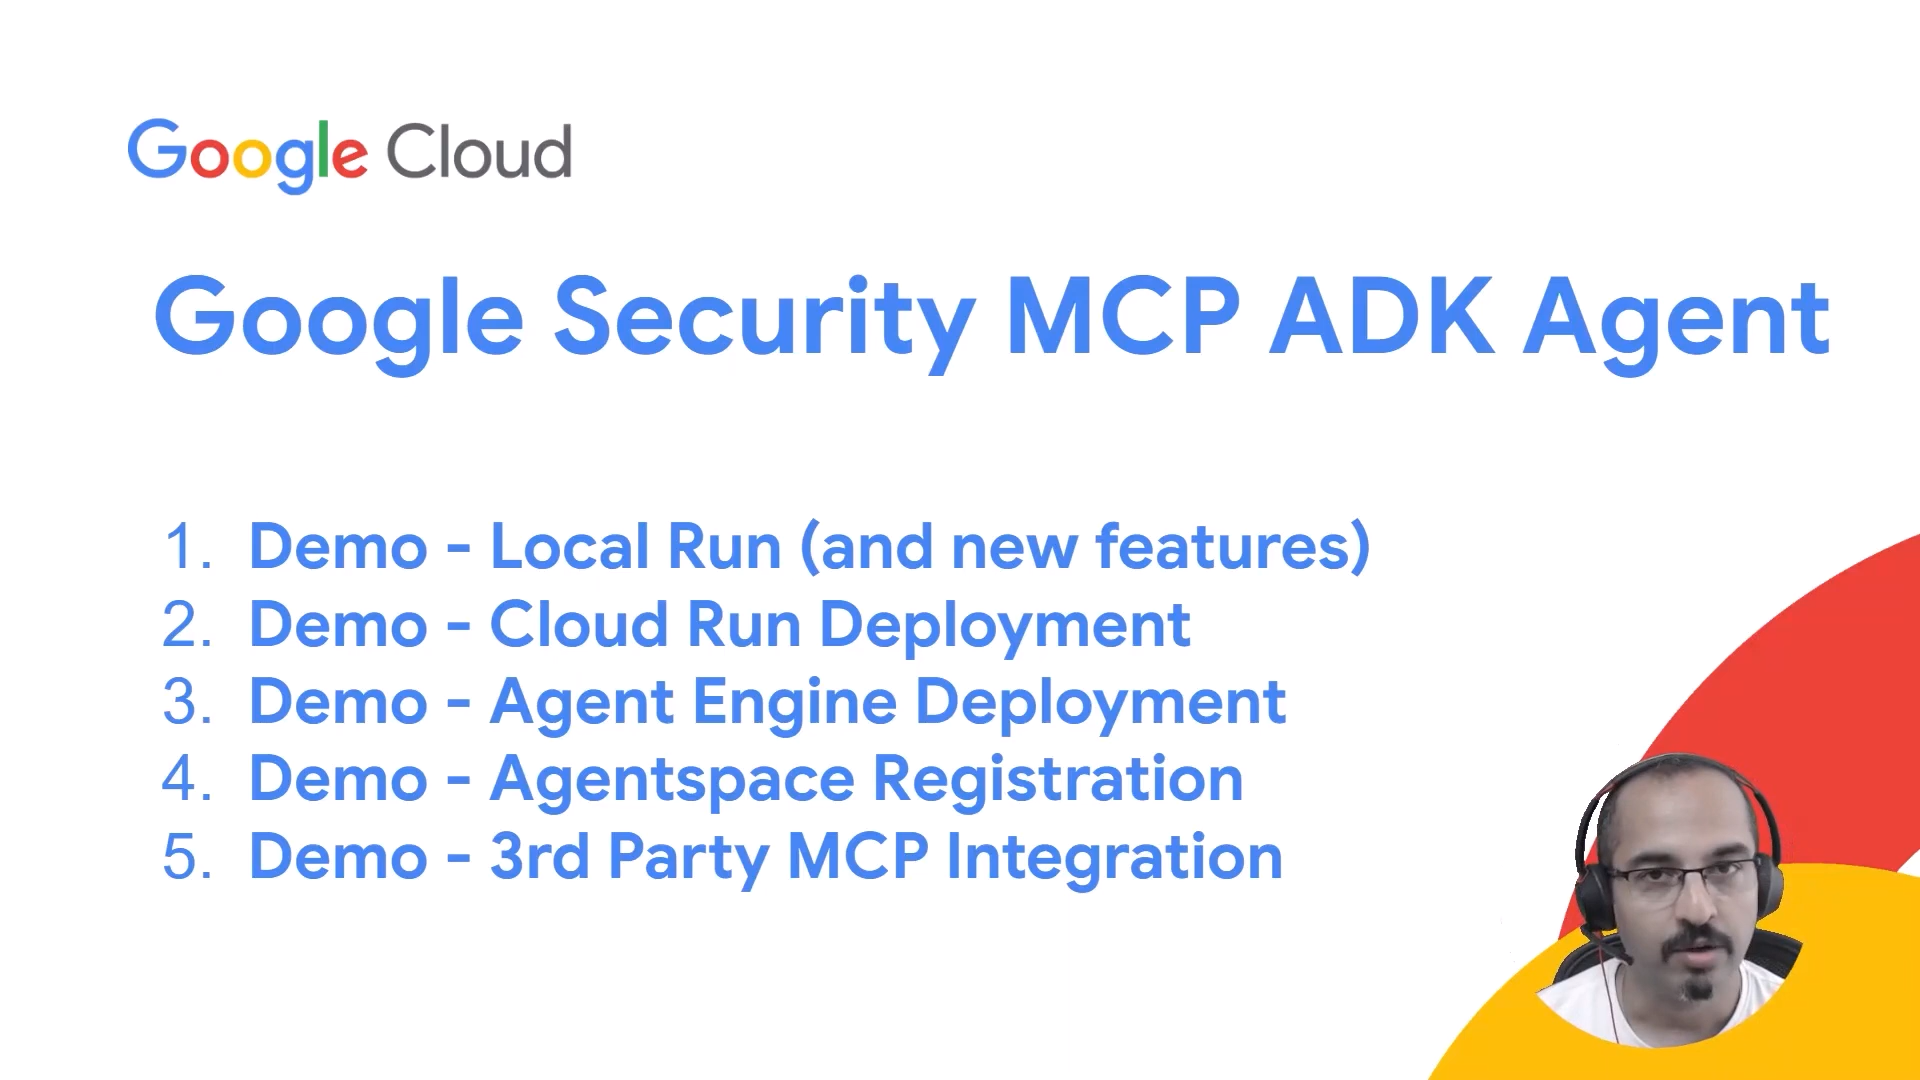 Google Cloud
Google Security MCP ADK Agent
1. Demo - Local Run (and new features)
2. Demo - Cloud Run Deployment
3. Demo - Agent Engine Deployment
4. Demo - Agentspace Registration
5. Demo - 3rd Party MCP Integration